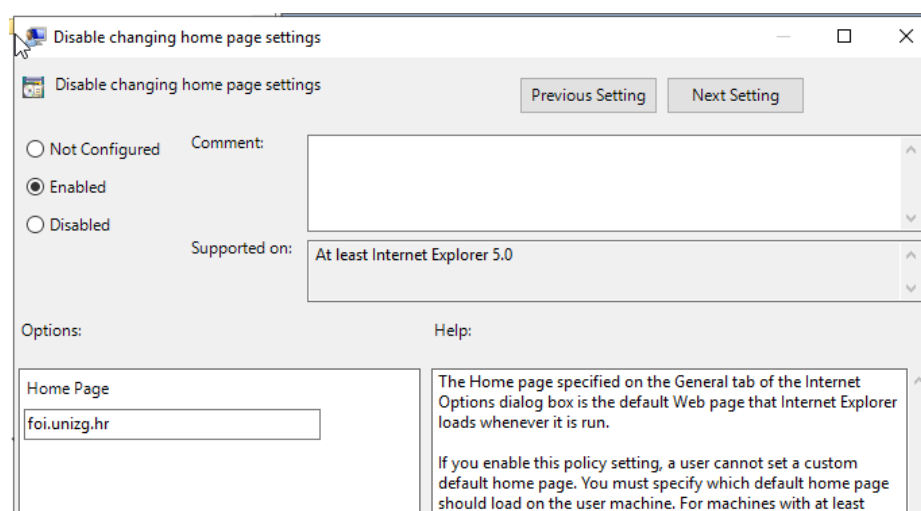 Disable changing home page settings
Disable changing home page settings
Previous Setting
Next Setting
Not Configured
Comment:
Enabled
Disabled
Supported on:
At least Internet Explorer 5.0
Options:
Help:
Home Page
foi.unizg.hr
The Home page specified on the General tab of the Internet
Options dialog box is the default Web page that Internet Explorer
loads whenever it is run.
If you enable this policy setting, a user cannot set a custom
default home page. You must specify which default home page
should load on the user machine. For machines with at least